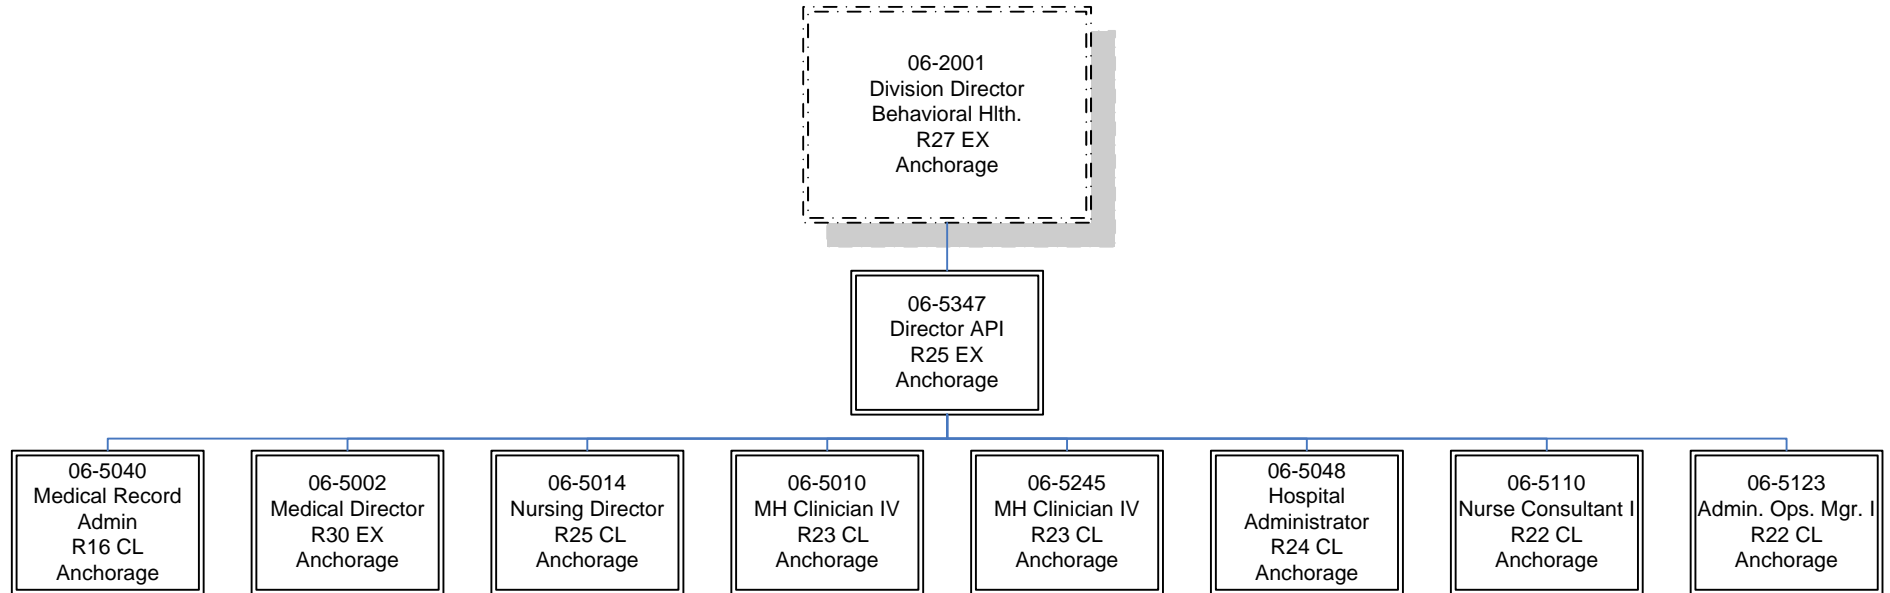 06-2001
Division Director
Behavioral Hlth.
R27 EX
Anchorage
06-5347
Director API
R25 EX
Anchorage
06-5040
Medical Record
Admin
R16 CL
Anchorage
06-5002
Medical Director
R30 EX
Anchorage
06-5014
Nursing Director
R25 CL
Anchorage
06-5010
MH Clinician IV
R23 CL
Anchorage
06-5245
MH Clinician IV
R23 CL
Anchorage
06-5048
Hospital
Administrator
R24 CL
Anchorage
06-5110
Nurse Consultant I
R22 CL
Anchorage
06-5123
Admin. Ops. Mgr. I
R22 CL
Anchorage